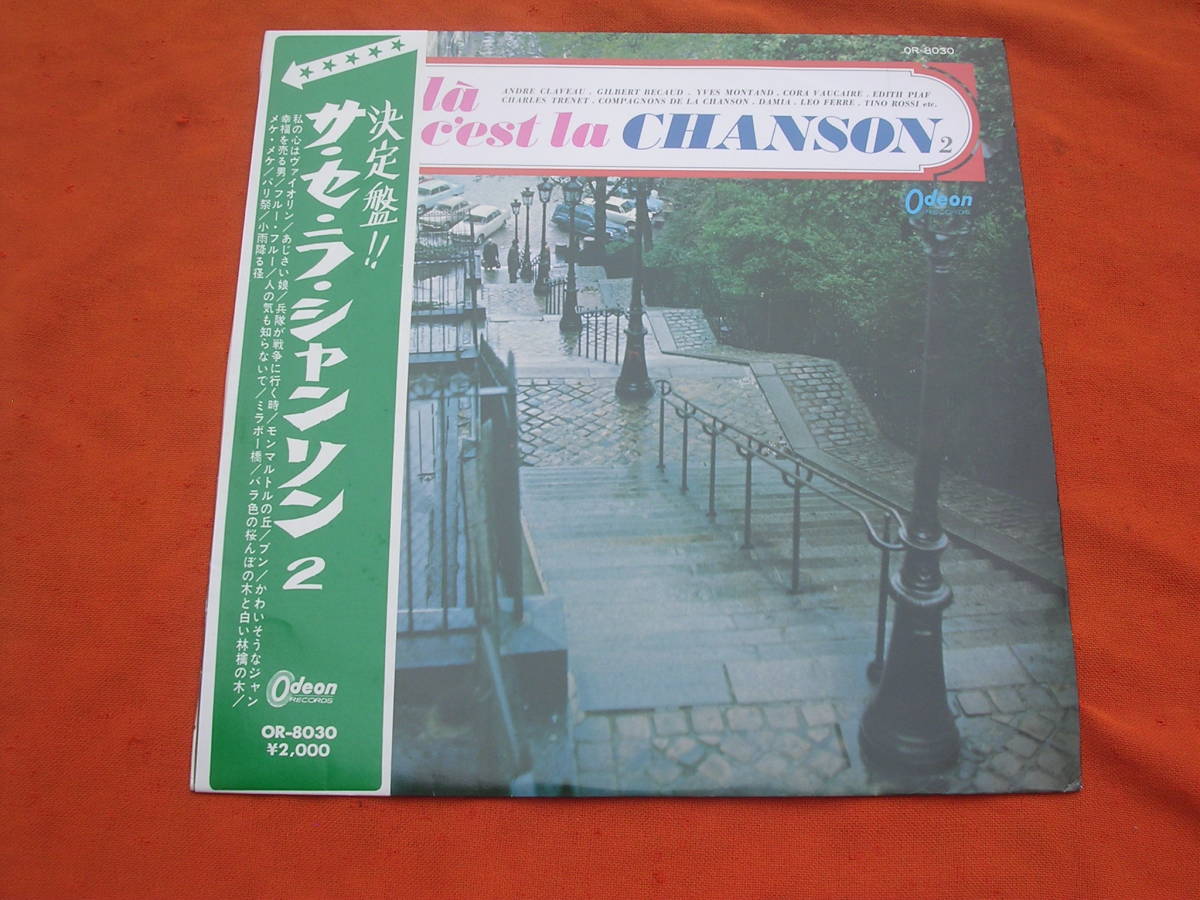 決定盤!!
サ・セ・ラ・シャンソン 2
私の心はヴァイオリン/あじさい娘/兵隊が戦争に行く時/モンマルトルの丘/ブン/かわいそうなジャン
幸福を売る男/フルー・フルー/人の気も知らないで/ミラボー橋/バラ色の桜んぼの木と白い林檎の木/
メケ・メケ/パリ祭/小雨降る径
Odeon
RECORDS
OR-8030
¥2,000
OR-8030
là
ANDRE CLAVEAU . GILBERT BECAUD . YVES MONTAND . CORA VAUCAIRE . EDITH PIAF
CHARLES TRENET . COMPAGNONS DE LA CHANSON . DAMIA . LEO FERRE . TINO ROSSI etc.
c'est la CHANSON 2
Odeon
RECORDS